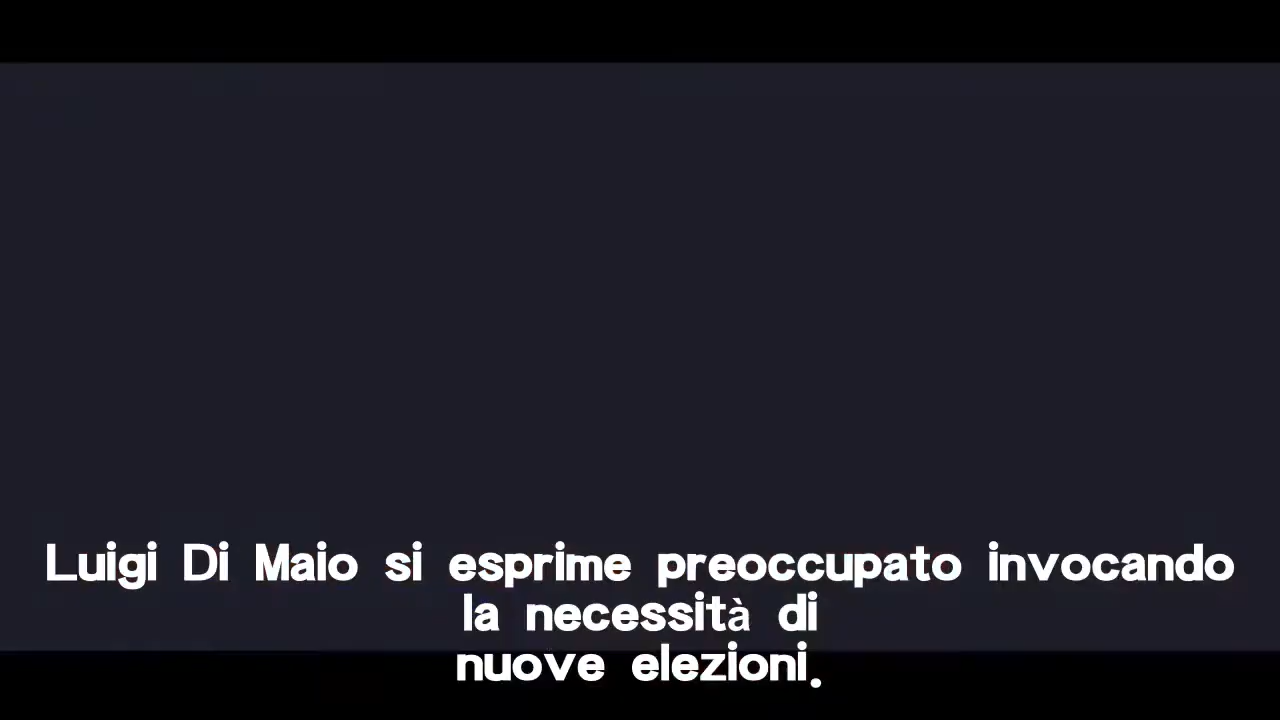 Luigi Di Maio si esprime preoccupato invocando
la necessità di
nuove elezioni.